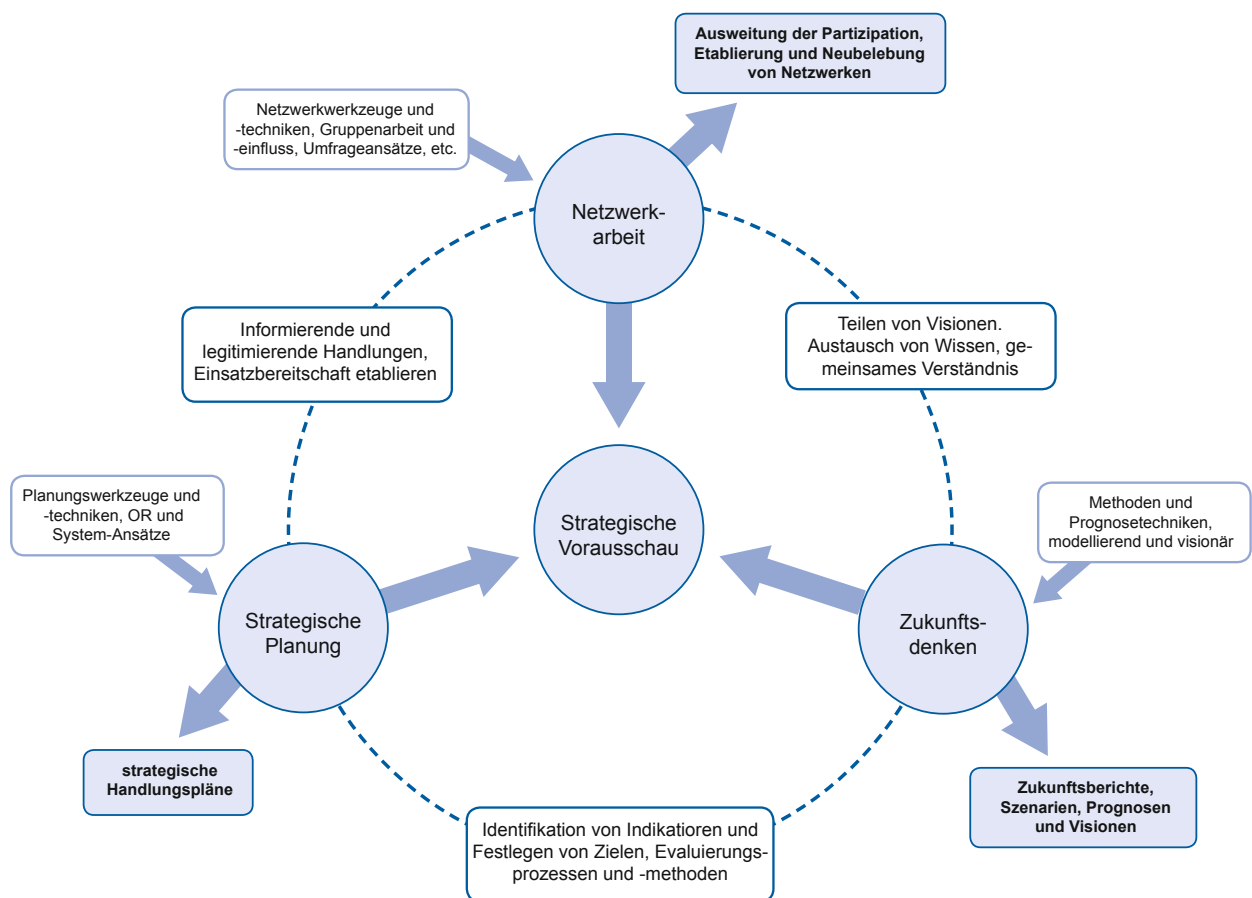 Ausweitung der Partizipation,
Etablierung und Neubelebung
von Netzwerken
Netzwerkwerkzeuge und
-techniken, Gruppenarbeit und
-einfluss, Umfrageansätze, etc.
Netzwerk-
arbeit
Informierende und
legitimierende Handlungen,
Einsatzbereitschaft etablieren
Teilen von Visionen.
Austausch von Wissen, ge-
meinsames Verständnis
Planungswerkzeuge und
-techniken, OR und
System-Ansätze
Strategische
Vorausschau
Methoden und
Prognosetechniken,
modellierend und visionär
Strategische
Planung
Zukunfts-
denken
strategische
Handlungspläne
Zukunftsberichte,
Szenarien, Prognosen
und Visionen
Identifikation von Indikatioren und
Festlegen von Zielen, Evaluierungs-
prozessen und -methoden